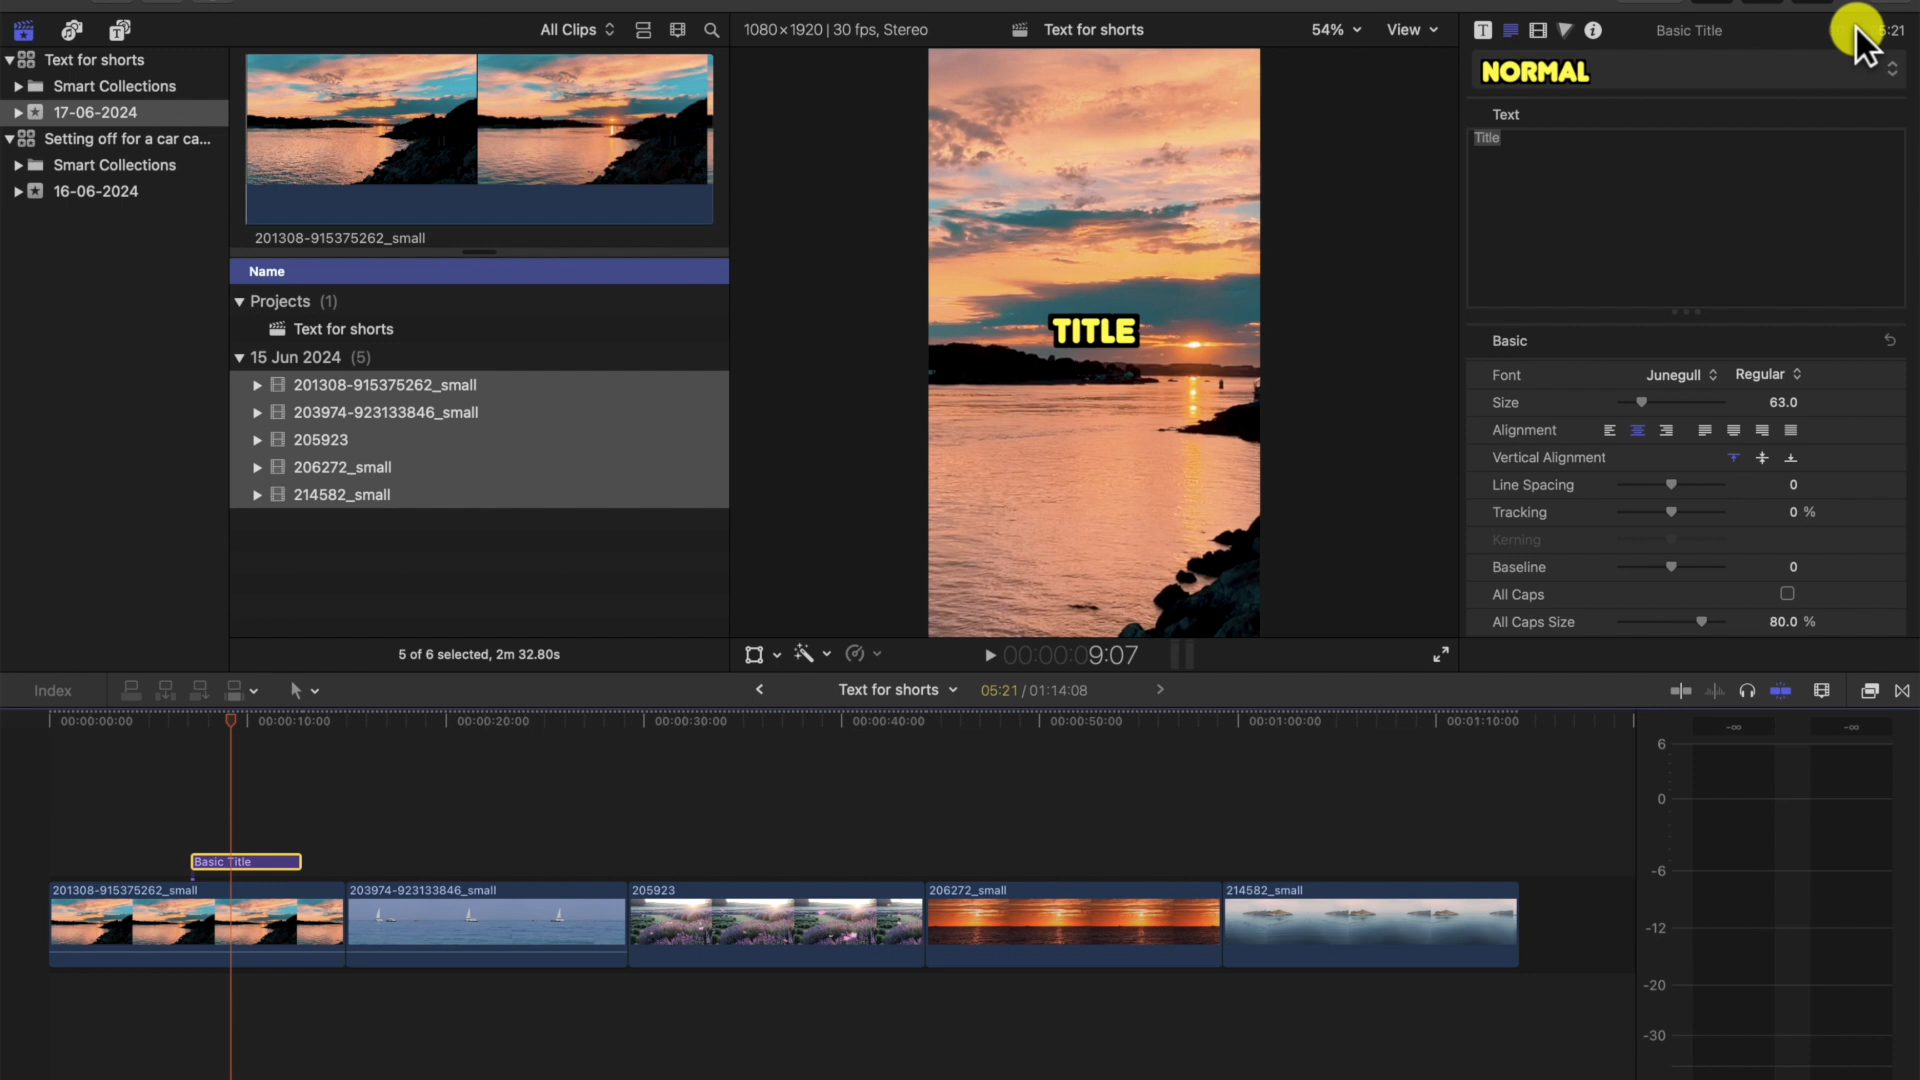 All Clips
1080×1920 | 30 fps, Stereo
Text for shorts
54%
View
Basic Title
5:21
Text for shorts
Smart Collections
17-06-2024
Setting off for a car ca...
Smart Collections
16-06-2024
201308-915375262_small
Name
Projects (1)
Text for shorts
15 Jun 2024 (5)
201308-915375262_small
203974-923133846_small
205923
206272_small
214582_small
5 of 6 selected, 2m 32.80s
TITLE
00:00:09:07
NORMAL
Text
Title
Basic
Font Junegull Regular
Size 63.0
Alignment
Vertical Alignment
Line Spacing 0
Tracking 0 %
Kerning
Baseline 0
All Caps
All Caps Size 80.0 %
Index
Text for shorts
05:21 / 01:14:08
00:00:00:00
00:00:10:00
00:00:20:00
00:00:30:00
00:00:40:00
00:00:50:00
00:01:00:00
00:01:10:00
Basic Title
201308-915375262_small
203974-923133846_small
205923
206272_small
214582_small
-∞ -∞
6
0
-6
-12
-20
-30